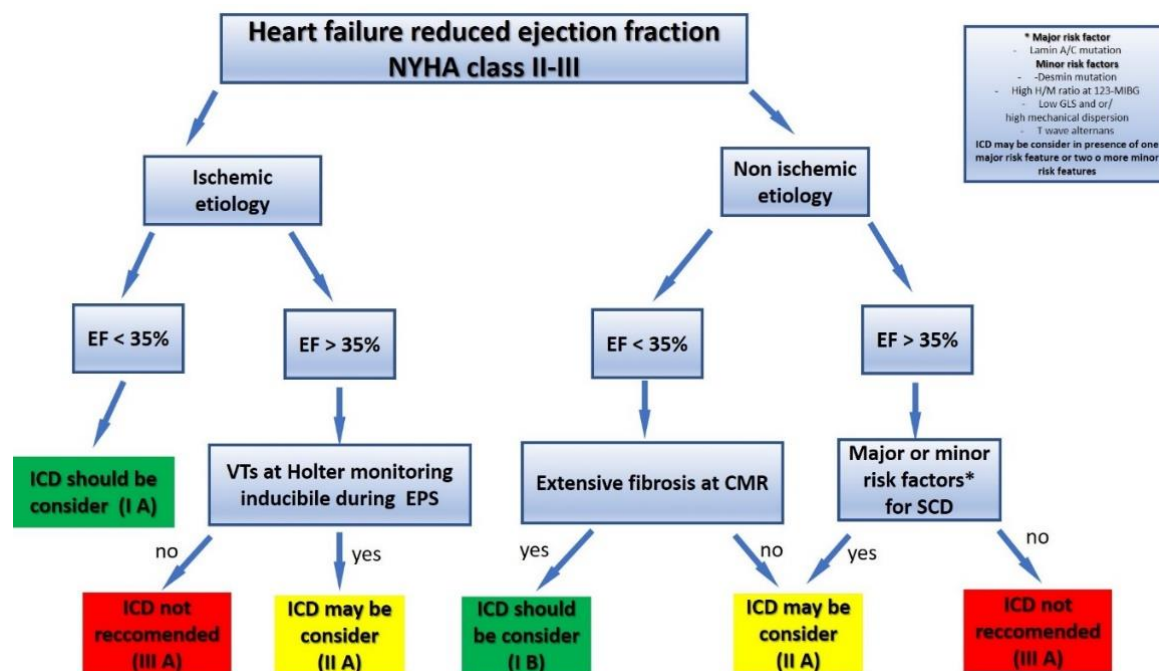 Heart failure reduced ejection fraction
NYHA class II-III
* Major risk factor
- Lamin A/C mutation
Minor risk factors
- -Desmin mutation
- High H/M ratio at 123-MIBG
- Low GLS and or/
high mechanical dispersion
- T wave alternans
ICD may be consider in presence of one
major risk feature or two o more minor
risk features
Ischemic
etiology
Non ischemic
etiology
EF < 35%
EF > 35%
EF < 35%
EF > 35%
ICD should be
consider (I A)
VTs at Holter monitoring
inducibile during EPS
Extensive fibrosis at CMR
Major or minor
risk factors*
for SCD
no
yes
yes
no
yes
no
ICD not
reccomended
(III A)
ICD may be
consider
(II A)
ICD should
be consider
(I B)
ICD may be
consider
(II A)
ICD not
reccomended
(III A)